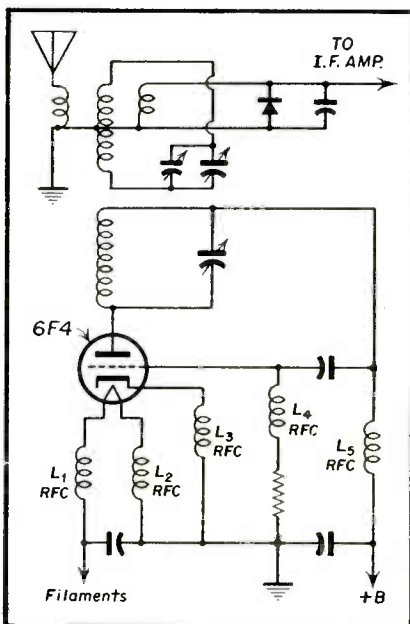 TO
I.F. AMP.
6F4
L1
RFC
L2
RFC
L3
RFC
L4
RFC
L5
RFC
Filaments
+B